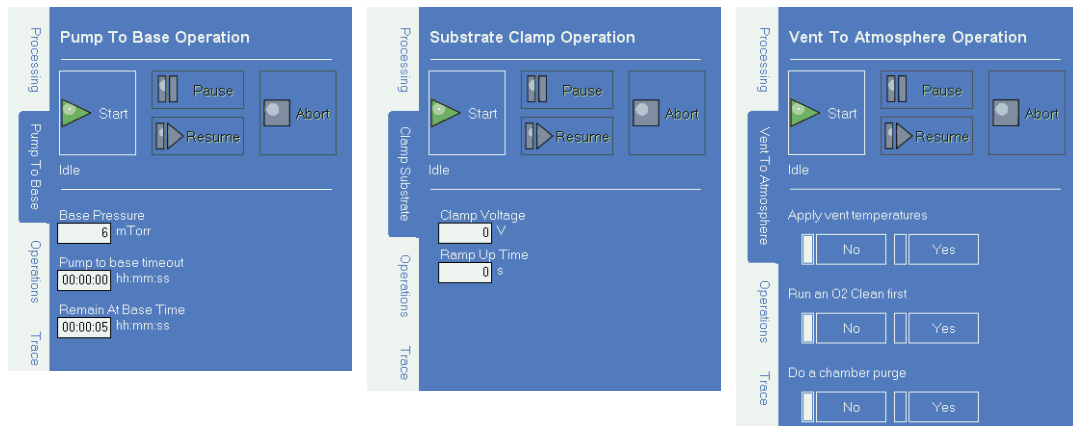 Processing
Pump To Base
Operations
Trace
Pump To Base Operation
Start
Pause
Resume
Abort
Idle
Base Pressure
6 mTorr
Pump to base timeout
00:00:00 hh:mm:ss
Remain At Base Time
00:00:05 hh:mm:ss
Processing
Clamp Substrate
Operations
Trace
Substrate Clamp Operation
Start
Pause
Resume
Abort
Idle
Clamp Voltage
0 V
Ramp Up Time
0 s
Processing
Vent To Atmosphere
Operations
Trace
Vent To Atmosphere Operation
Start
Pause
Resume
Abort
Idle
Apply vent temperatures
No Yes
Run an O2 Clean first
No Yes
Do a chamber purge
No Yes